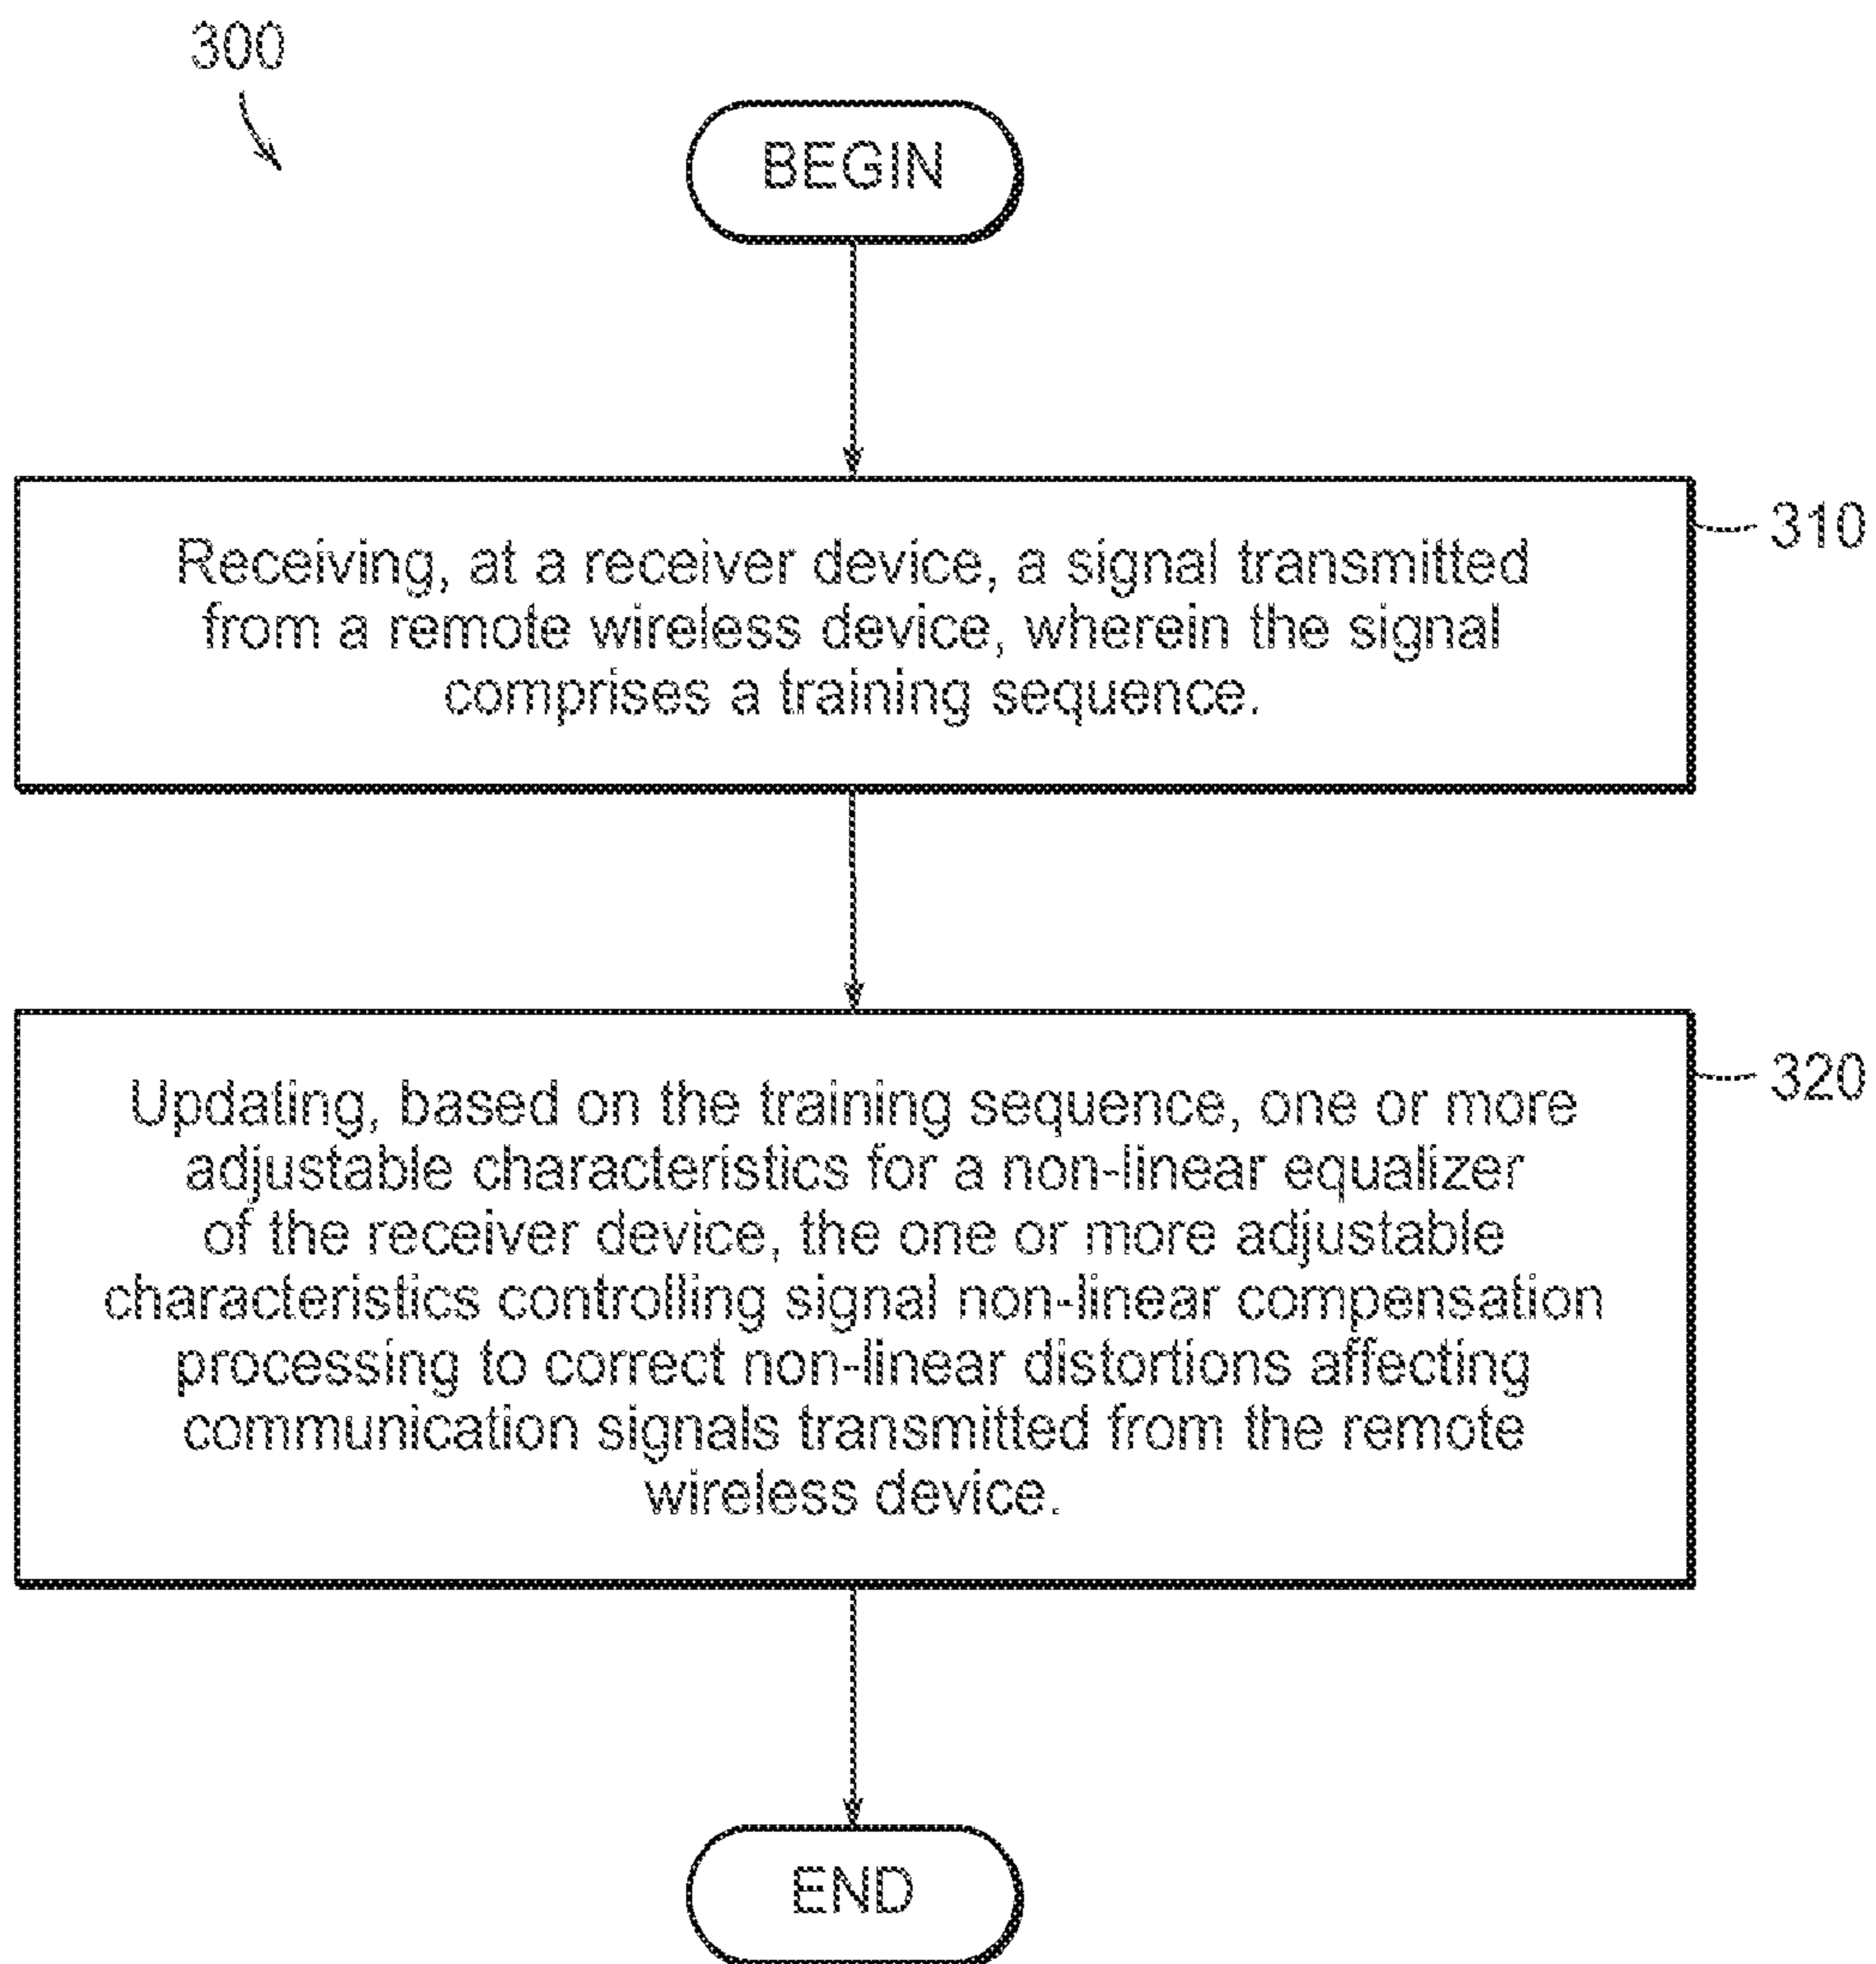 300
BEGIN
310
Receiving, at a receiver device, a signal transmitted
from a remote wireless device, wherein the signal
comprises a training sequence.
320
Updating, based on the training sequence, one or more
adjustable characteristics for a non-linear equalizer
of the receiver device, the one or more adjustable
characteristics controlling signal non-linear compensation
processing to correct non-linear distortions affecting
communication signals transmitted from the remote
wireless device.
END